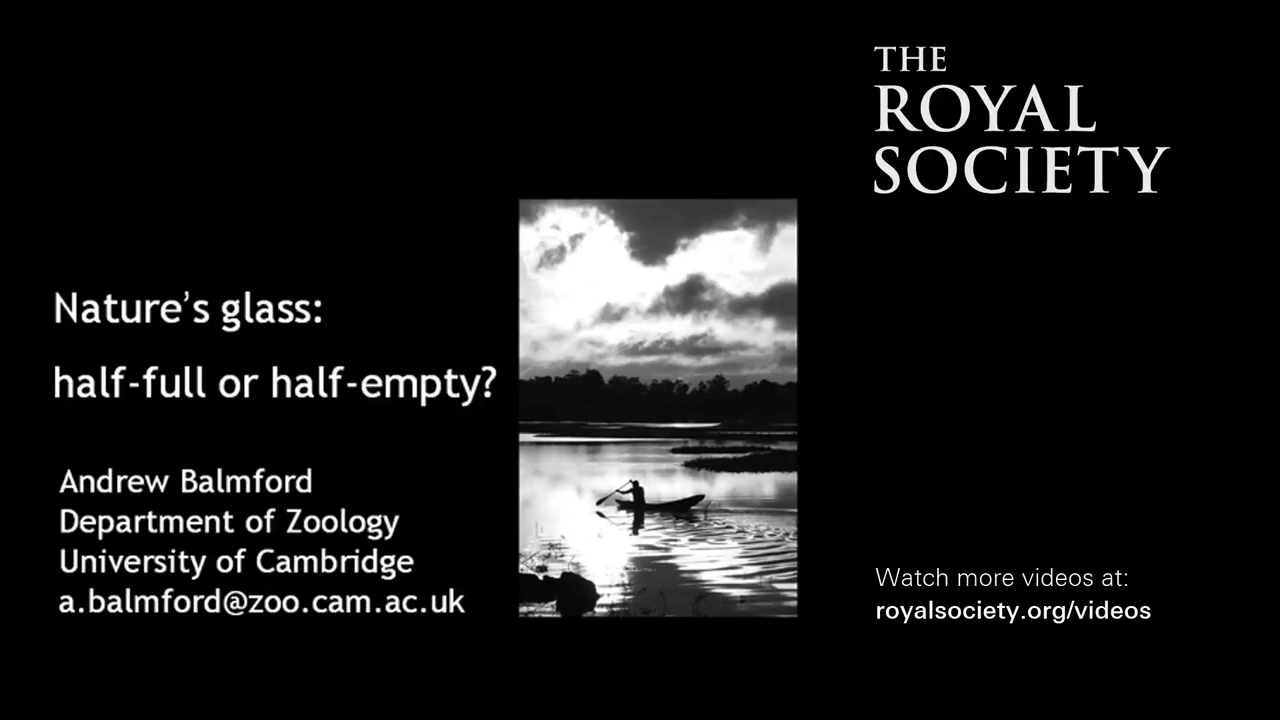 THE
ROYAL
SOCIETY
Nature's glass:
half-full or half-empty?
Andrew Balmford
Department of Zoology
University of Cambridge
a.balmford@zoo.cam.ac.uk
Watch more videos at:
royalsociety.org/videos